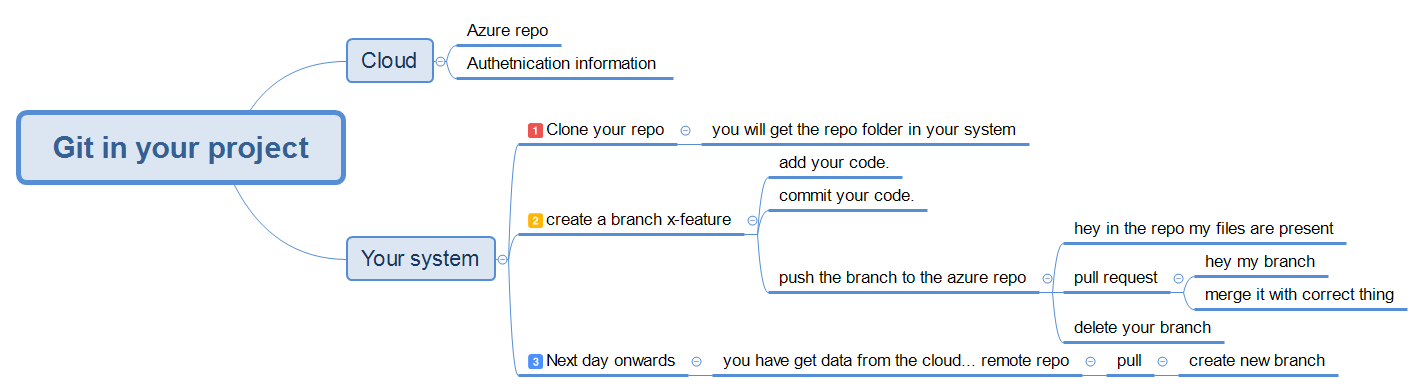 Git in your project
Cloud
Azure repo
Authetnication information
Your system
1 Clone your repo
you will get the repo folder in your system
2 create a branch x-feature
add your code.
commit your code.
push the branch to the azure repo
hey in the repo my files are present
pull request
hey my branch
merge it with correct thing
delete your branch
3 Next day onwards
you have get data from the cloud... remote repo
pull
create new branch